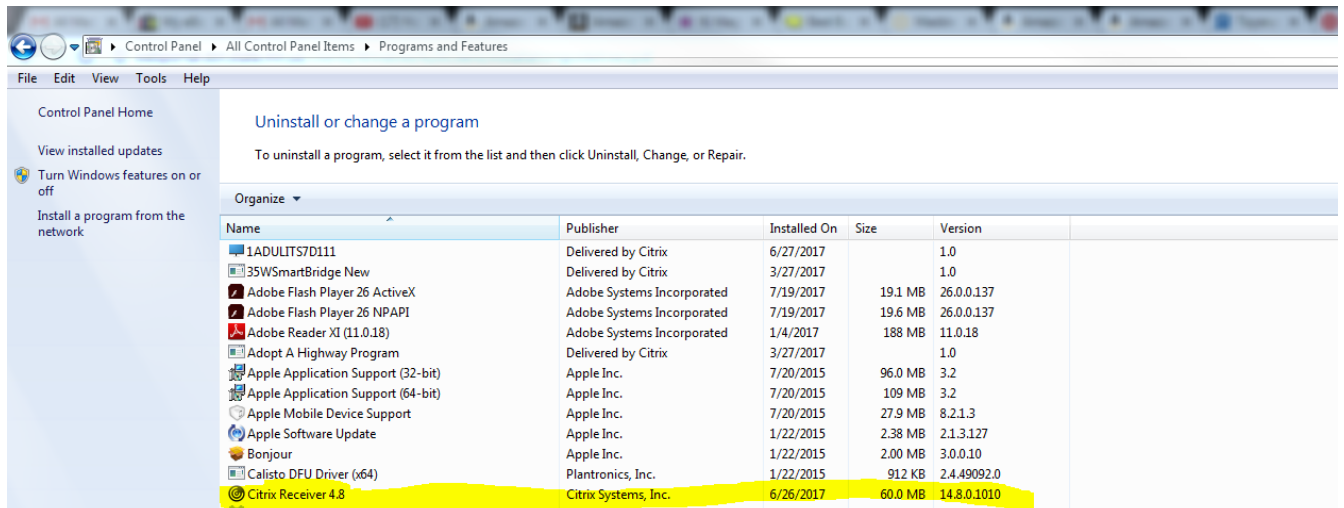 Control Panel ▸ All Control Panel Items ▸ Programs and Features
File Edit View Tools Help
Control Panel Home
View installed updates
Turn Windows features on or off
Install a program from the network
Uninstall or change a program
To uninstall a program, select it from the list and then click Uninstall, Change, or Repair.
Organize
Name Publisher Installed On Size Version
1ADULITS7D111 Delivered by Citrix 6/27/2017 1.0
35WSmartBridge New Delivered by Citrix 3/27/2017 1.0
Adobe Flash Player 26 ActiveX Adobe Systems Incorporated 7/19/2017 19.1 MB 26.0.0.137
Adobe Flash Player 26 NPAPI Adobe Systems Incorporated 7/19/2017 19.6 MB 26.0.0.137
Adobe Reader XI (11.0.18) Adobe Systems Incorporated 1/4/2017 188 MB 11.0.18
Adopt A Highway Program Delivered by Citrix 3/27/2017 1.0
Apple Application Support (32-bit) Apple Inc. 7/20/2015 96.0 MB 3.2
Apple Application Support (64-bit) Apple Inc. 7/20/2015 109 MB 3.2
Apple Mobile Device Support Apple Inc. 7/20/2015 27.9 MB 8.2.1.3
Apple Software Update Apple Inc. 1/22/2015 2.38 MB 2.1.3.127
Bonjour Apple Inc. 1/22/2015 2.00 MB 3.0.0.10
Calisto DFU Driver (x64) Plantronics, Inc. 1/22/2015 912 KB 2.4.49092.0
Citrix Receiver 4.8 Citrix Systems, Inc. 6/26/2017 60.0 MB 14.8.0.1010